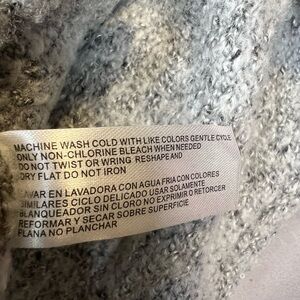 MACHINE WASH COLD WITH LIKE COLORS GENTLE CYCLE
ONLY NON-CHLORINE BLEACH WHEN NEEDED
DO NOT TWIST OR WRING RESHAPE AND
DRY FLAT DO NOT IRON
LAVAR EN LAVADORA CON AGUA FRIA CON COLORES
SIMILARES CICLO DELICADO USAR SOLAMENTE
BLANQUEADOR SIN CLORO NO EXPRIMIR O RETORCER
REFORMAR Y SECAR SOBRE SUPERFICIE
PLANA NO PLANCHAR